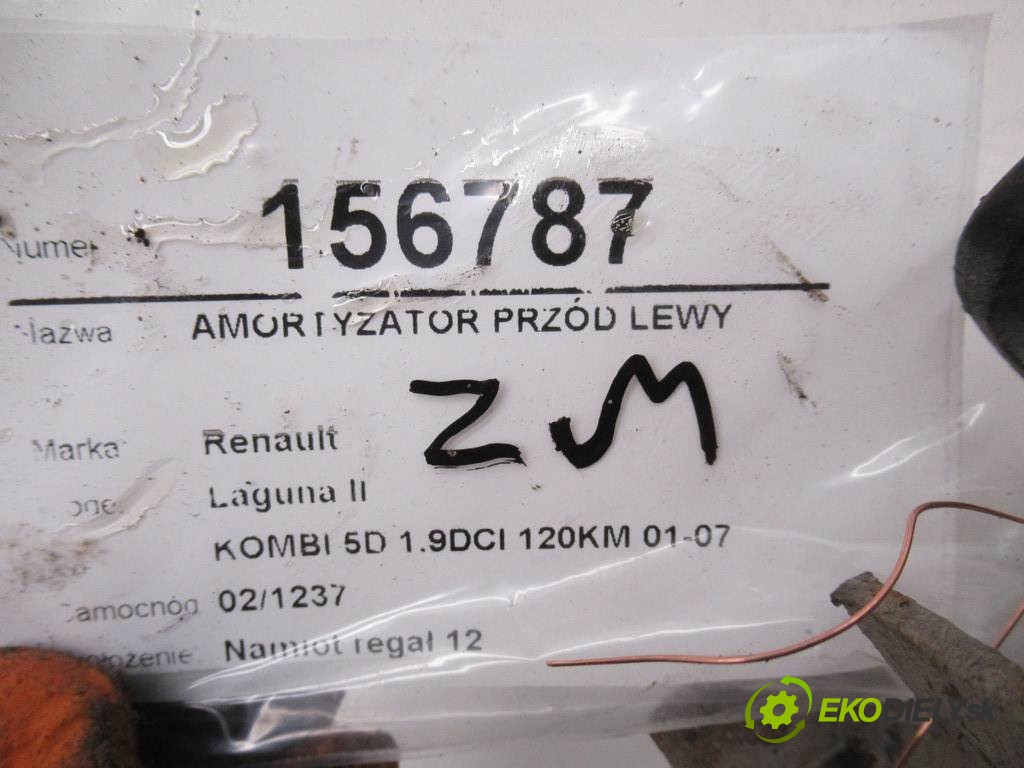 Numer 156787
Nazwa AMORTYZATOR PRZÓD LEWY
ZM
Marka Renault
Laguna II
KOMBI 5D 1.9DCI 120KM 01-07
Samochód 02/1237
Namiot regał 12
EKODIELY.sk